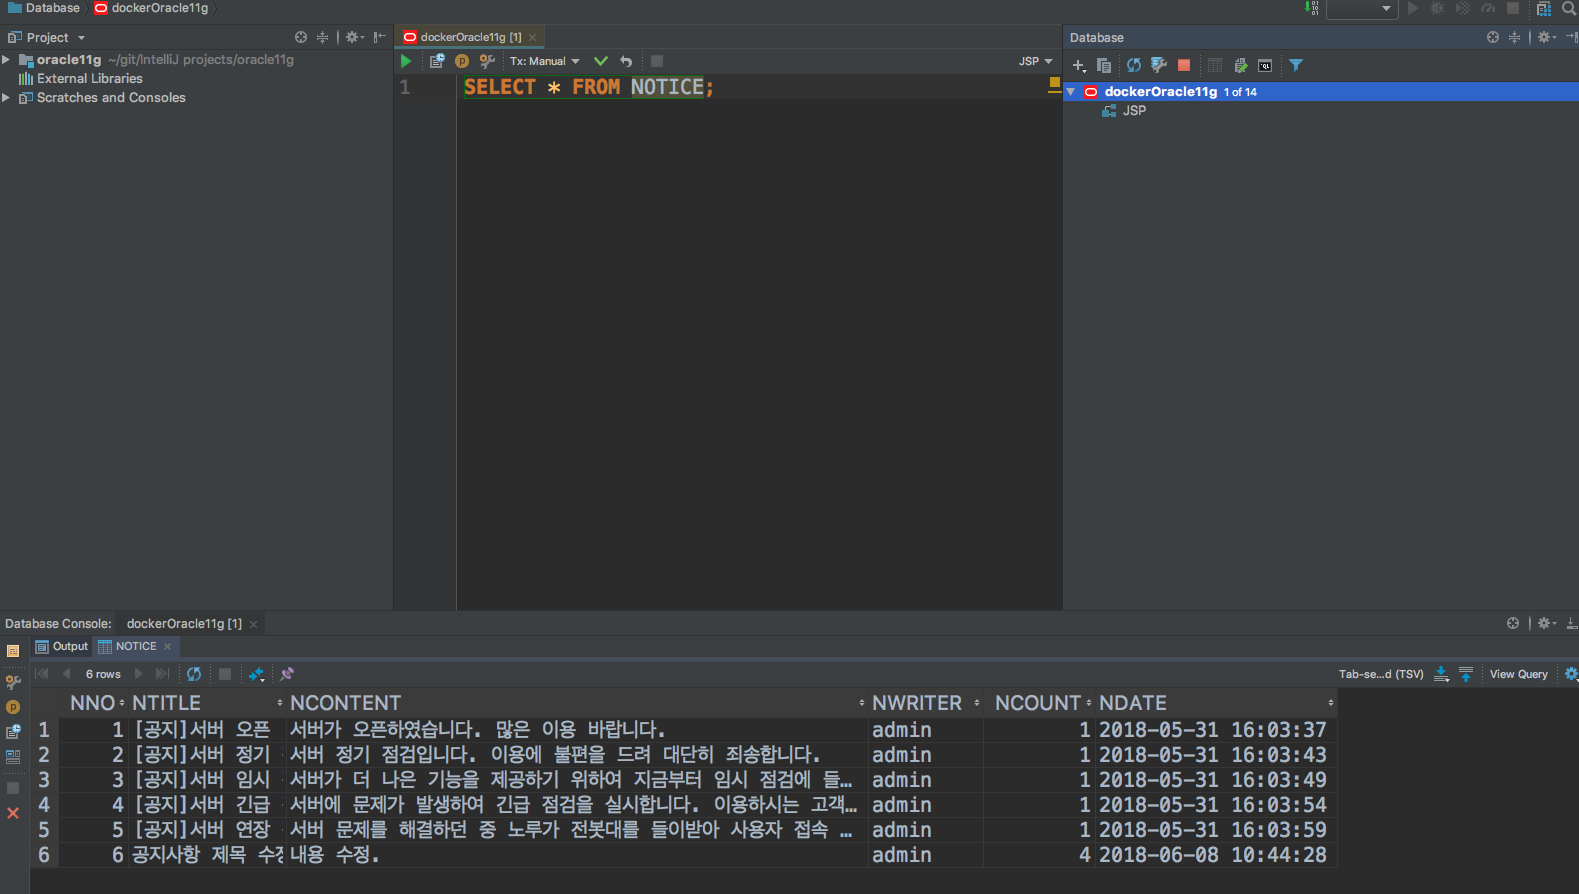 Database dockerOracle11g
Project
oracle11g ~/git/IntelliJ projects/oracle11g
External Libraries
Scratches and Consoles
dockerOracle11g [1]
Tx: Manual JSP
1 SELECT * FROM NOTICE;
Database
dockerOracle11g 1 of 14
JSP
Database Console: dockerOracle11g [1]
Output NOTICE
6 rows Tab-se...d (TSV) View Query
NNO NTITLE NCONTENT NWRITER NCOUNT NDATE
1 1 [공지]서버 오픈 서버가 오픈하였습니다. 많은 이용 바랍니다. admin 1 2018-05-31 16:03:37
2 2 [공지]서버 정기 서버 정기 점검입니다. 이용에 불편을 드려 대단히 죄송합니다. admin 1 2018-05-31 16:03:43
3 3 [공지]서버 임시 서버가 더 나은 기능을 제공하기 위하여 지금부터 임시 점검에 들… admin 1 2018-05-31 16:03:49
4 4 [공지]서버 긴급 서버에 문제가 발생하여 긴급 점검을 실시합니다. 이용하시는 고객… admin 1 2018-05-31 16:03:54
5 5 [공지]서버 연장 서버 문제를 해결하던 중 노루가 전봇대를 들이받아 사용자 접속 … admin 1 2018-05-31 16:03:59
6 6 공지사항 제목 수정 내용 수정. admin 4 2018-06-08 10:44:28